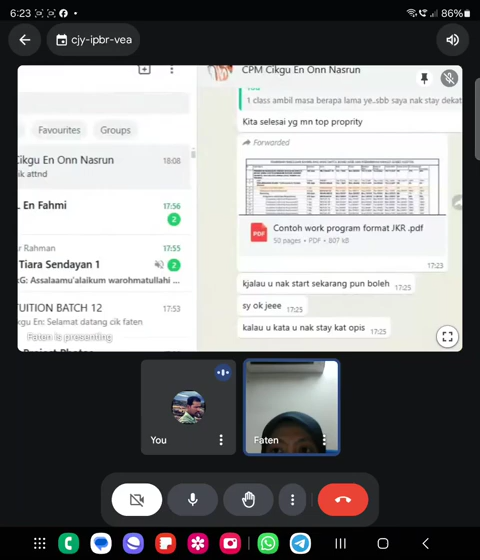 6:23
86%
cjy-ipbr-vea
Favourites
Groups
Cikgu En Onn Nasrun
18:08
ik attnd
En Fahmi
17:56
2
ar Rahman
17:55
Tiara Sendayan 1
2
kG: Assalaamu'alaikum warohmatullahi ...
TUITION BATCH 12
17:53
kgu En: Selamat datang cik faten
Faten is presenting
CPM Cikgu En Onn Nasrun
1 class ambil masa berapa lama ye..sbb saya nak stay dekat
Kita selesai yg mn top proprity
Forwarded
PDF
Contoh work program format JKR .pdf
50 pages • PDF • 807 kB
17:23
kjalau u nak start sekarang pun boleh
17:25
sy ok jeee
17:25
kalau u kata u nak stay kat opis
17:25
You
Faten